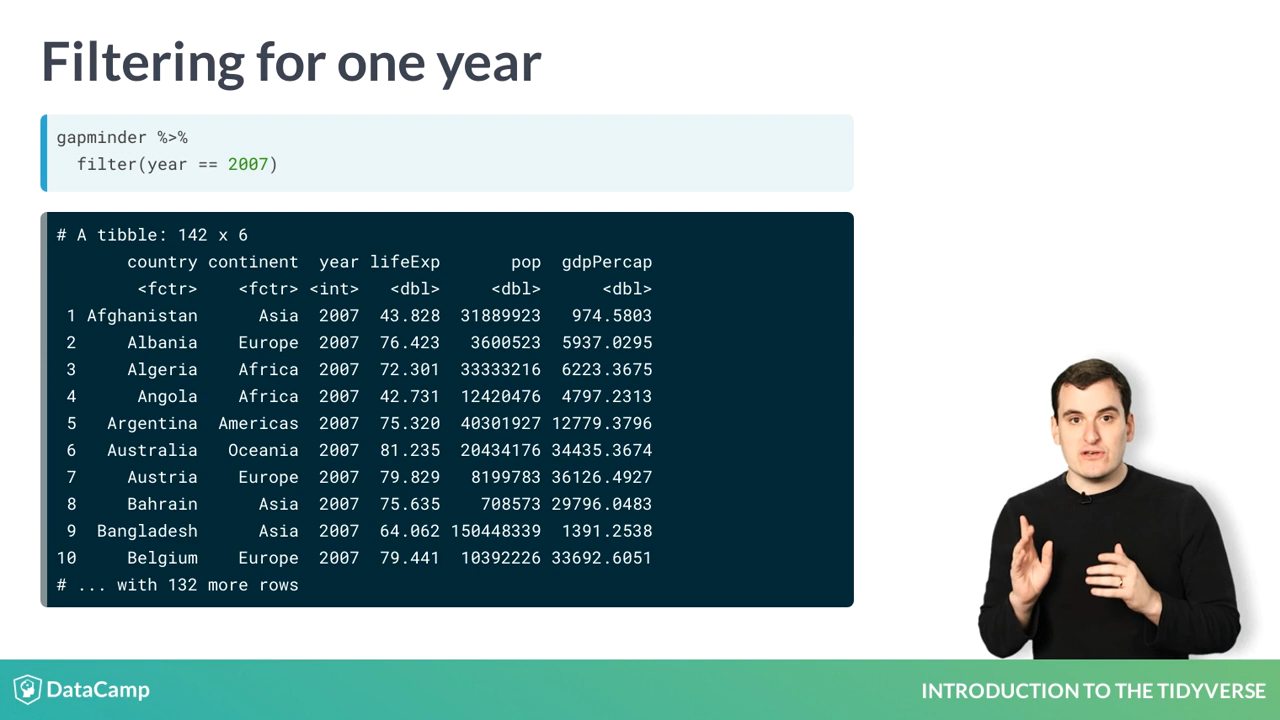 Filtering for one year
gapminder %>%
  filter(year == 2007)
# A tibble: 142 x 6
       country continent  year lifeExp       pop  gdpPercap
        <fctr>    <fctr> <int>   <dbl>     <dbl>      <dbl>
 1 Afghanistan      Asia  2007  43.828  31889923   974.5803
 2     Albania    Europe  2007  76.423   3600523  5937.0295
 3     Algeria    Africa  2007  72.301  33333216  6223.3675
 4      Angola    Africa  2007  42.731  12420476  4797.2313
 5   Argentina  Americas  2007  75.320  40301927 12779.3796
 6   Australia   Oceania  2007  81.235  20434176 34435.3674
 7     Austria    Europe  2007  79.829   8199783 36126.4927
 8     Bahrain      Asia  2007  75.635    708573 29796.0483
 9  Bangladesh      Asia  2007  64.062 150448339  1391.2538
10     Belgium    Europe  2007  79.441  10392226 33692.6051
# ... with 132 more rows
DataCamp
INTRODUCTION TO THE TIDYVERSE